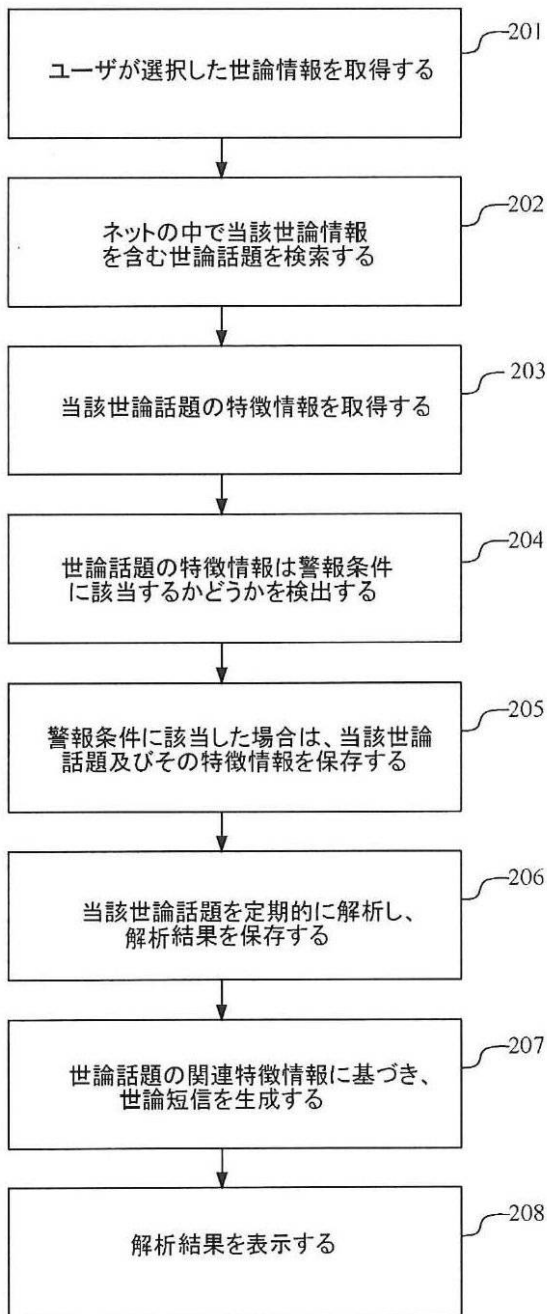 201
ユーザが選択した世論情報を取得する
202
ネットの中で当該世論情報
を含む世論話題を検索する
203
当該世論話題の特徴情報を取得する
204
世論話題の特徴情報は警報条件
に該当するかどうかを検出する
205
警報条件に該当した場合は、当該世論
話題及びその特徴情報を保存する
206
当該世論話題を定期的に解析し、
解析結果を保存する
207
世論話題の関連特徴情報に基づき、
世論短信を生成する
208
解析結果を表示する